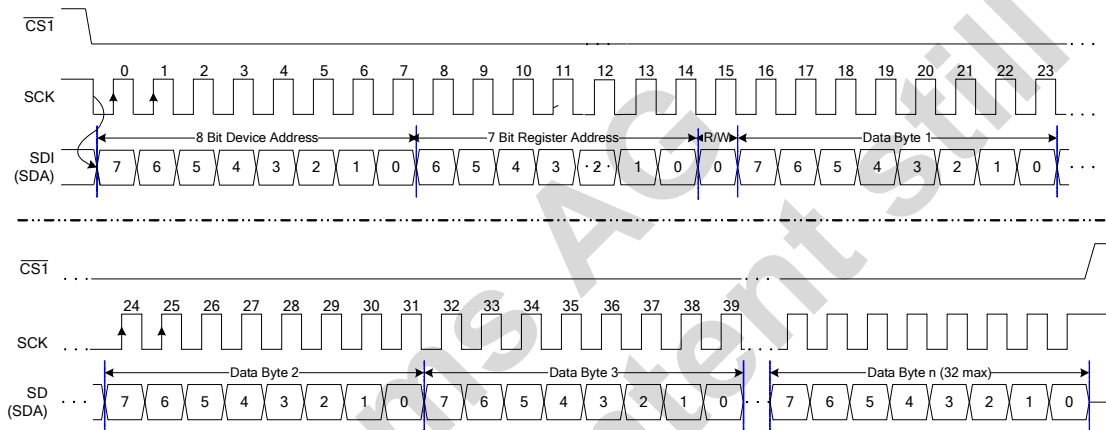 CS1
. . .
. . .
0 1 2 3 4 5 6 7 8 9 10 11 12 13 14 15 16 17 18 19 20 21 22 23
SCK
8 Bit Device Address 7 Bit Register Address R/W Data Byte 1
SDI
(SDA)
7 6 5 4 3 2 1 0 6 5 4 3 2 1 0 0 7 6 5 4 3 2 1 0 . . .
CS1
. . . . . .
24 25 26 27 28 29 30 31 32 33 34 35 36 37 38 39
SCK
. . . . . .
Data Byte 2 Data Byte 3 Data Byte n (32 max)
SD
(SDA)
. . . 7 6 5 4 3 2 1 0 7 6 5 4 3 2 1 0 . . . 7 6 5 4 3 2 1 0
ms AG
tent still